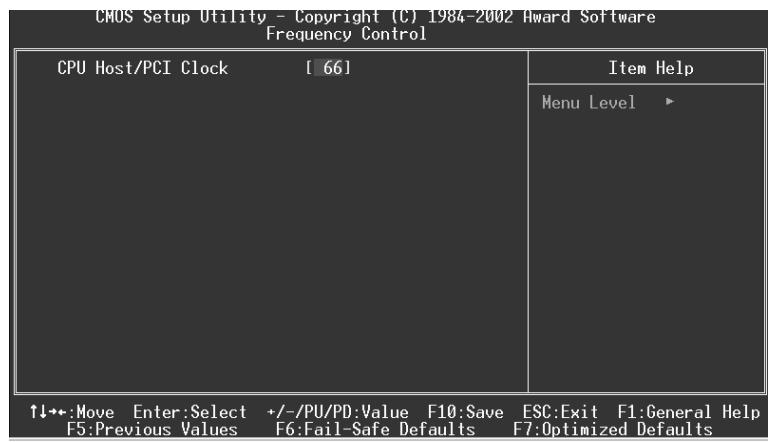 CMOS Setup Utility - Copyright (C) 1984-2002 Award Software
Frequency Control
CPU Host/PCI Clock [ 66]
Item Help
Menu Level ►
↑↓→←:Move Enter:Select +/-/PU/PD:Value F10:Save ESC:Exit F1:General Help
F5:Previous Values F6:Fail-Safe Defaults F7:Optimized Defaults